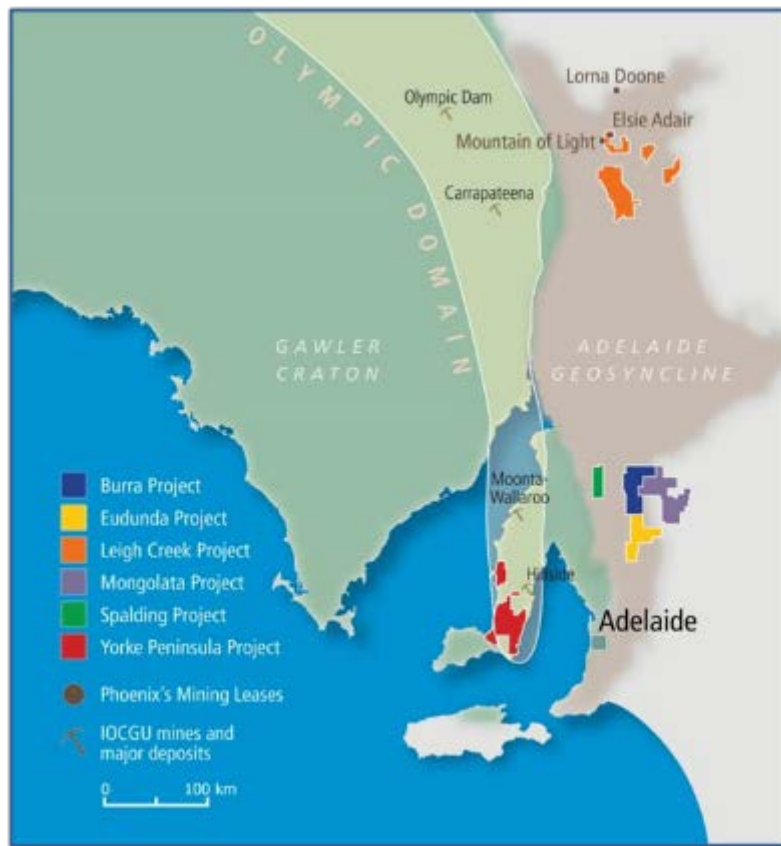 OLYMPIC DOMAIN
Lorna Doone
Olympic Dam
Elsie Adair
Mountain of Light
Carrapateena
GAWLER
CRATON
ADELAIDE
GEOSYNCLINE
Moonta-
Wallaroo
Hillside
Adelaide
Burra Project
Eudunda Project
Leigh Creek Project
Mongolata Project
Spalding Project
Yorke Peninsula Project
Phoenix's Mining Leases
IOCGU mines and
major deposits
0 100 km